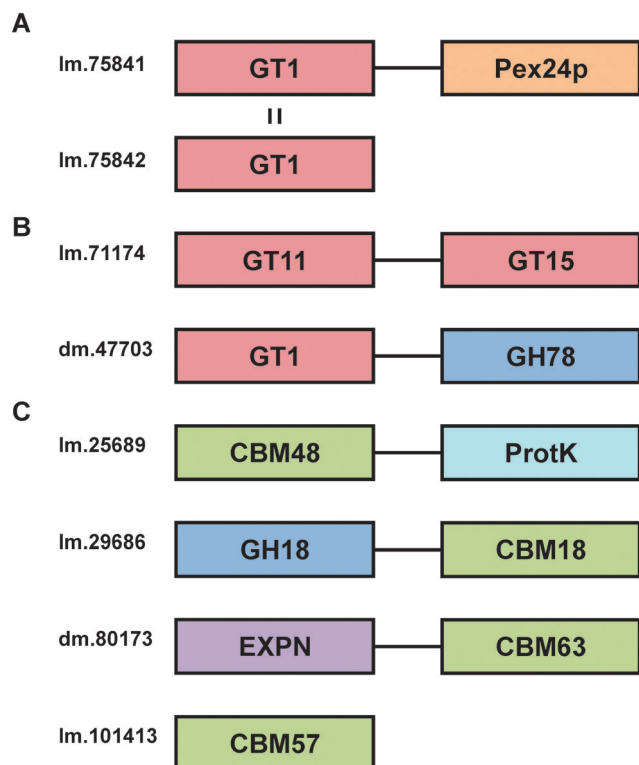 A
lm.75841 GT1 Pex24p
=
lm.75842 GT1
B
lm.71174 GT11 GT15
dm.47703 GT1 GH78
C
lm.25689 CBM48 ProtK
lm.29686 GH18 CBM18
dm.80173 EXPN CBM63
lm.101413 CBM57